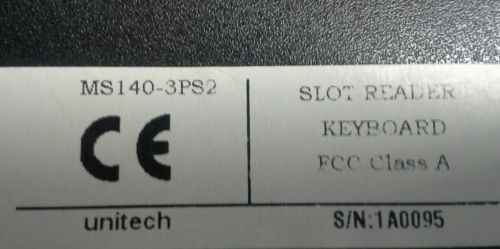 MS140-3PS2
CE
unitech
SLOT READER
KEYBOARD
FCC Class A
S/N:1A0095